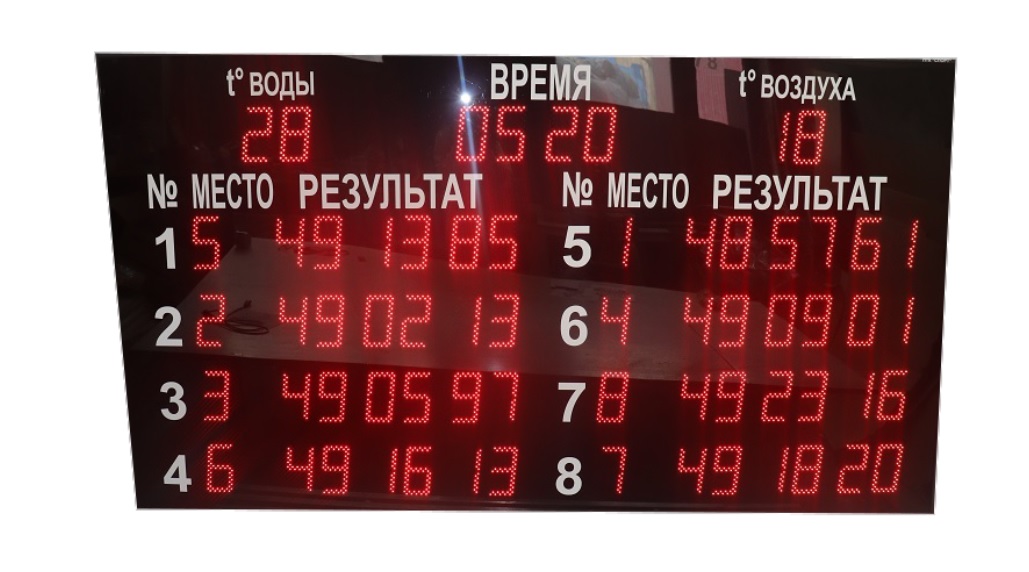 t° ВОДЫ ВРЕМЯ t° ВОЗДУХА
28 05 20 18
№ МЕСТО РЕЗУЛЬТАТ № МЕСТО РЕЗУЛЬТАТ
1 5 49 13 85 5 1 48 57 61
2 2 49 02 13 6 4 49 09 01
3 3 49 05 97 7 8 49 23 16
4 6 49 16 13 8 7 49 18 20